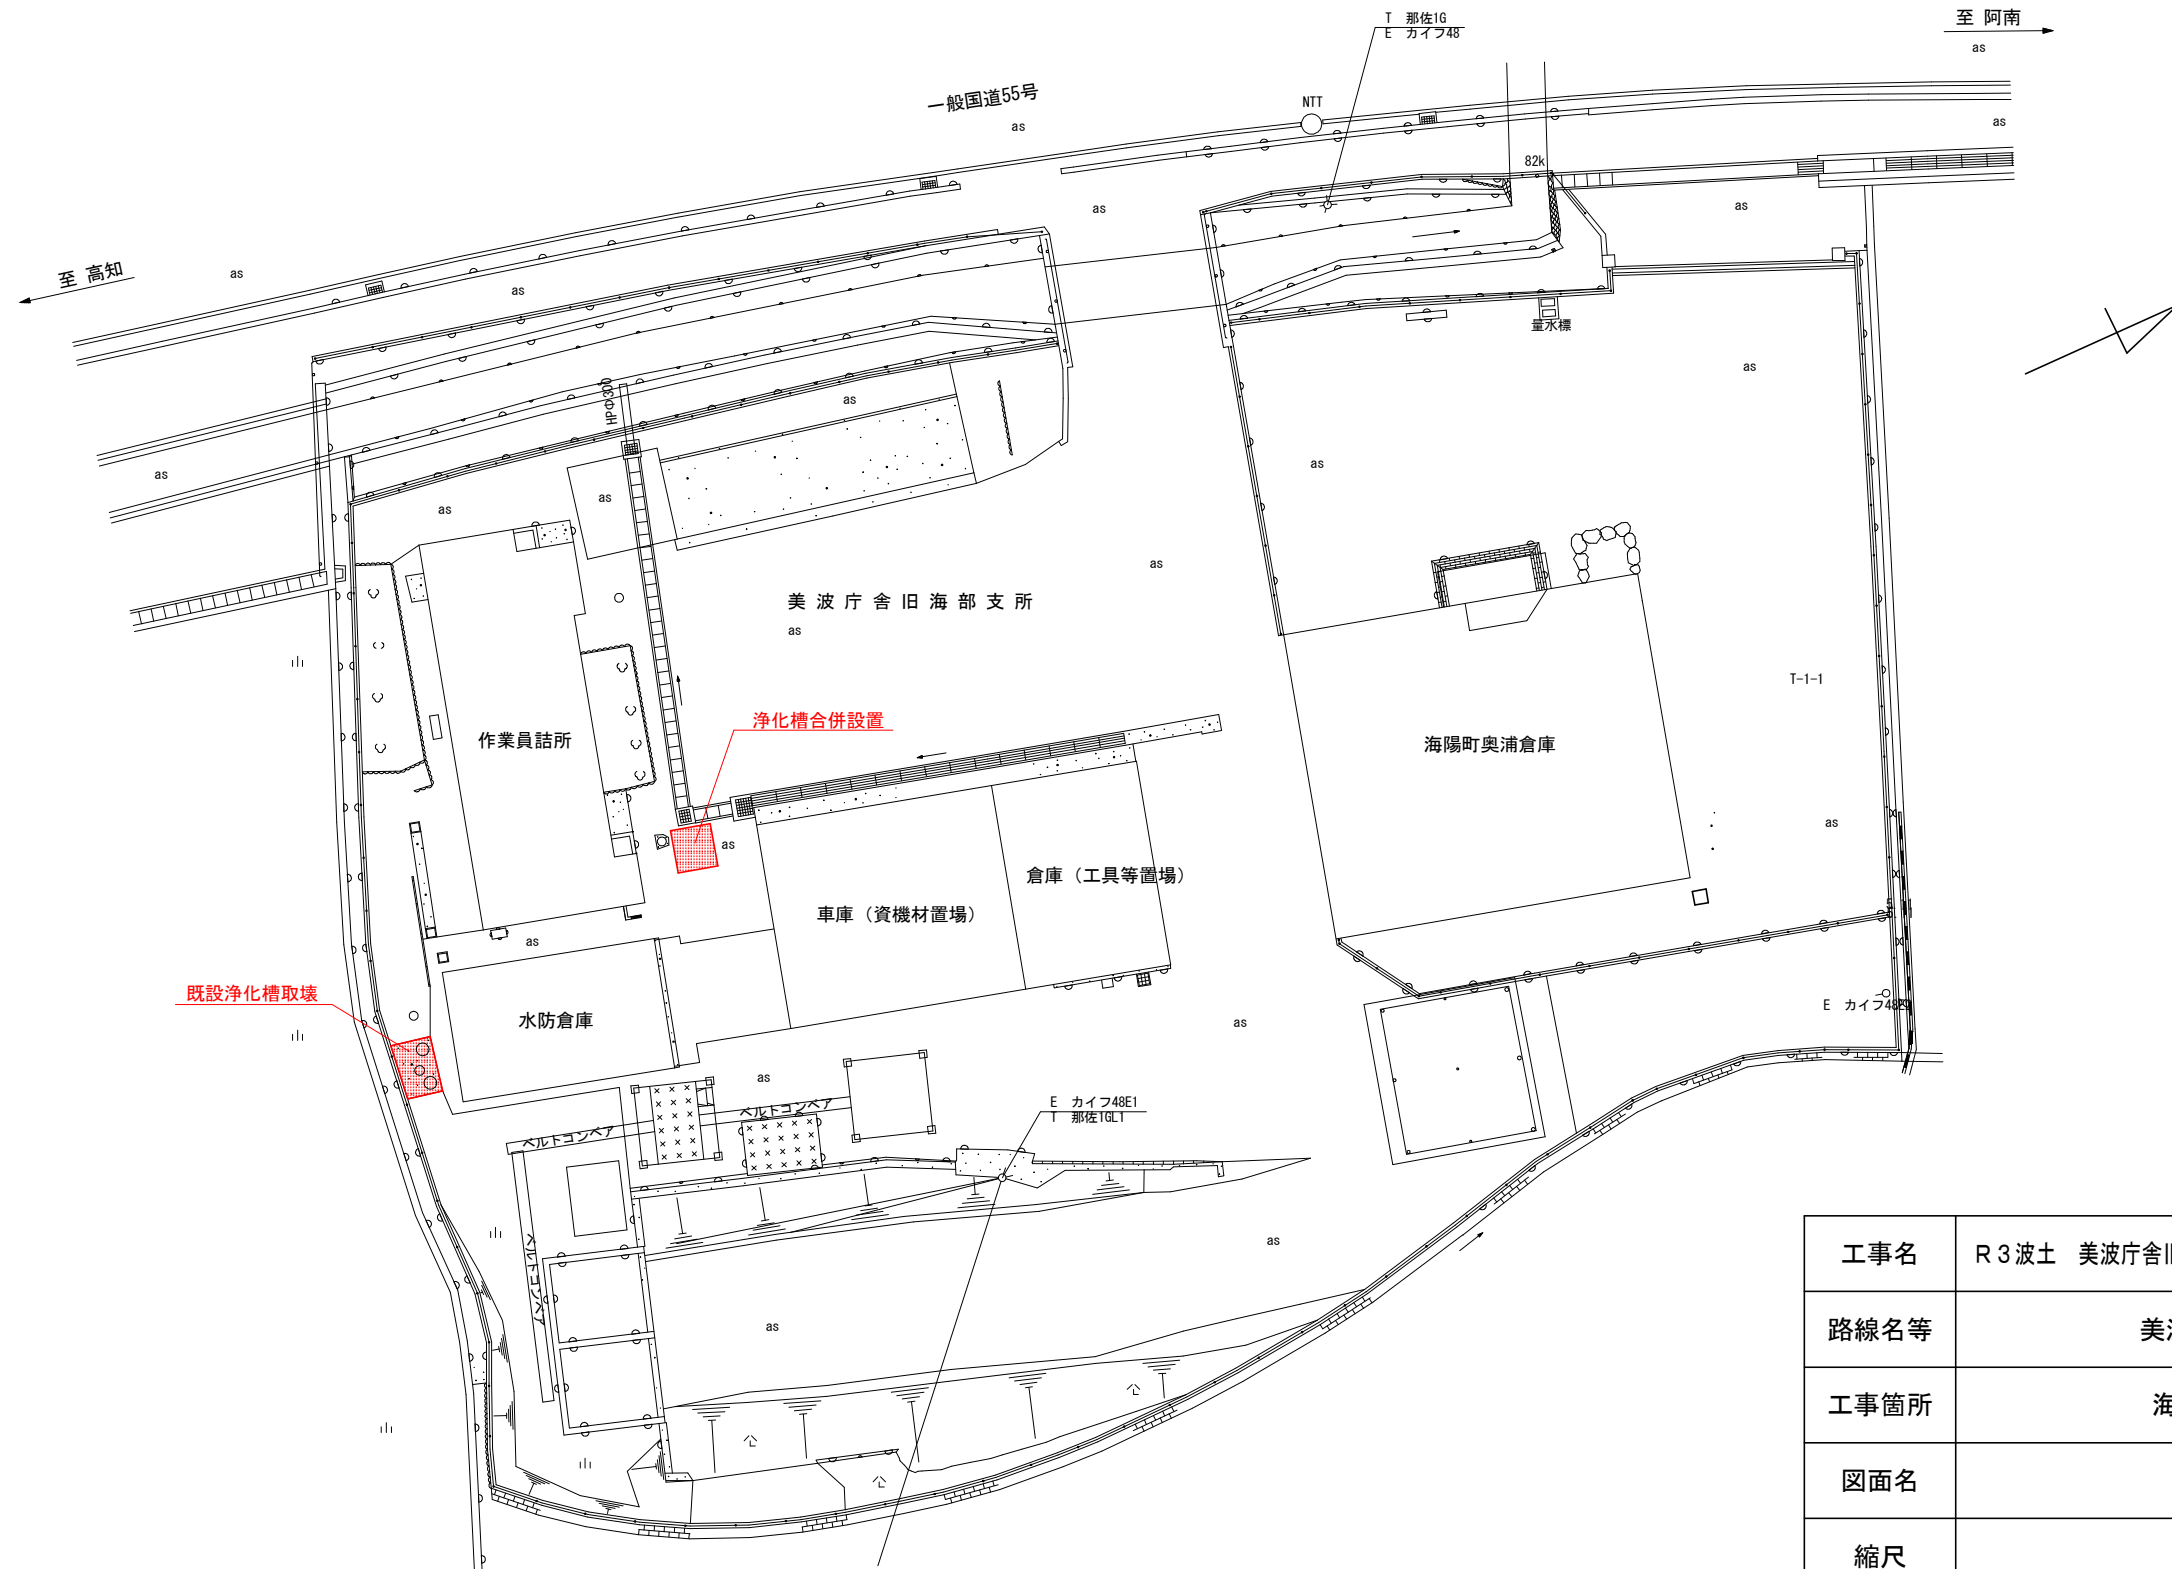 T 那佐1G
E カイフ48
至 阿南
as
一般国道55号
as
NTT
as
82k
as
as
至 高知
as
as
量水標
as
HPΦ300
as
as
as
as
as
as
美波庁舎旧海部支所
as
T-1-1
浄化槽合併設置
作業員詰所
海陽町奥浦倉庫
as
as
倉庫（工具等置場）
車庫（資機材置場）
as
既設浄化槽取壊
水防倉庫
as
E カイフ48
as
ベルトコンベア
E カイフ48E1
T 那佐1GL1
ベルトコンベア
ベルトコンベア
as
as
工事名
R3波土 美波庁舎
路線名等
美
工事箇所
海
図面名
縮尺